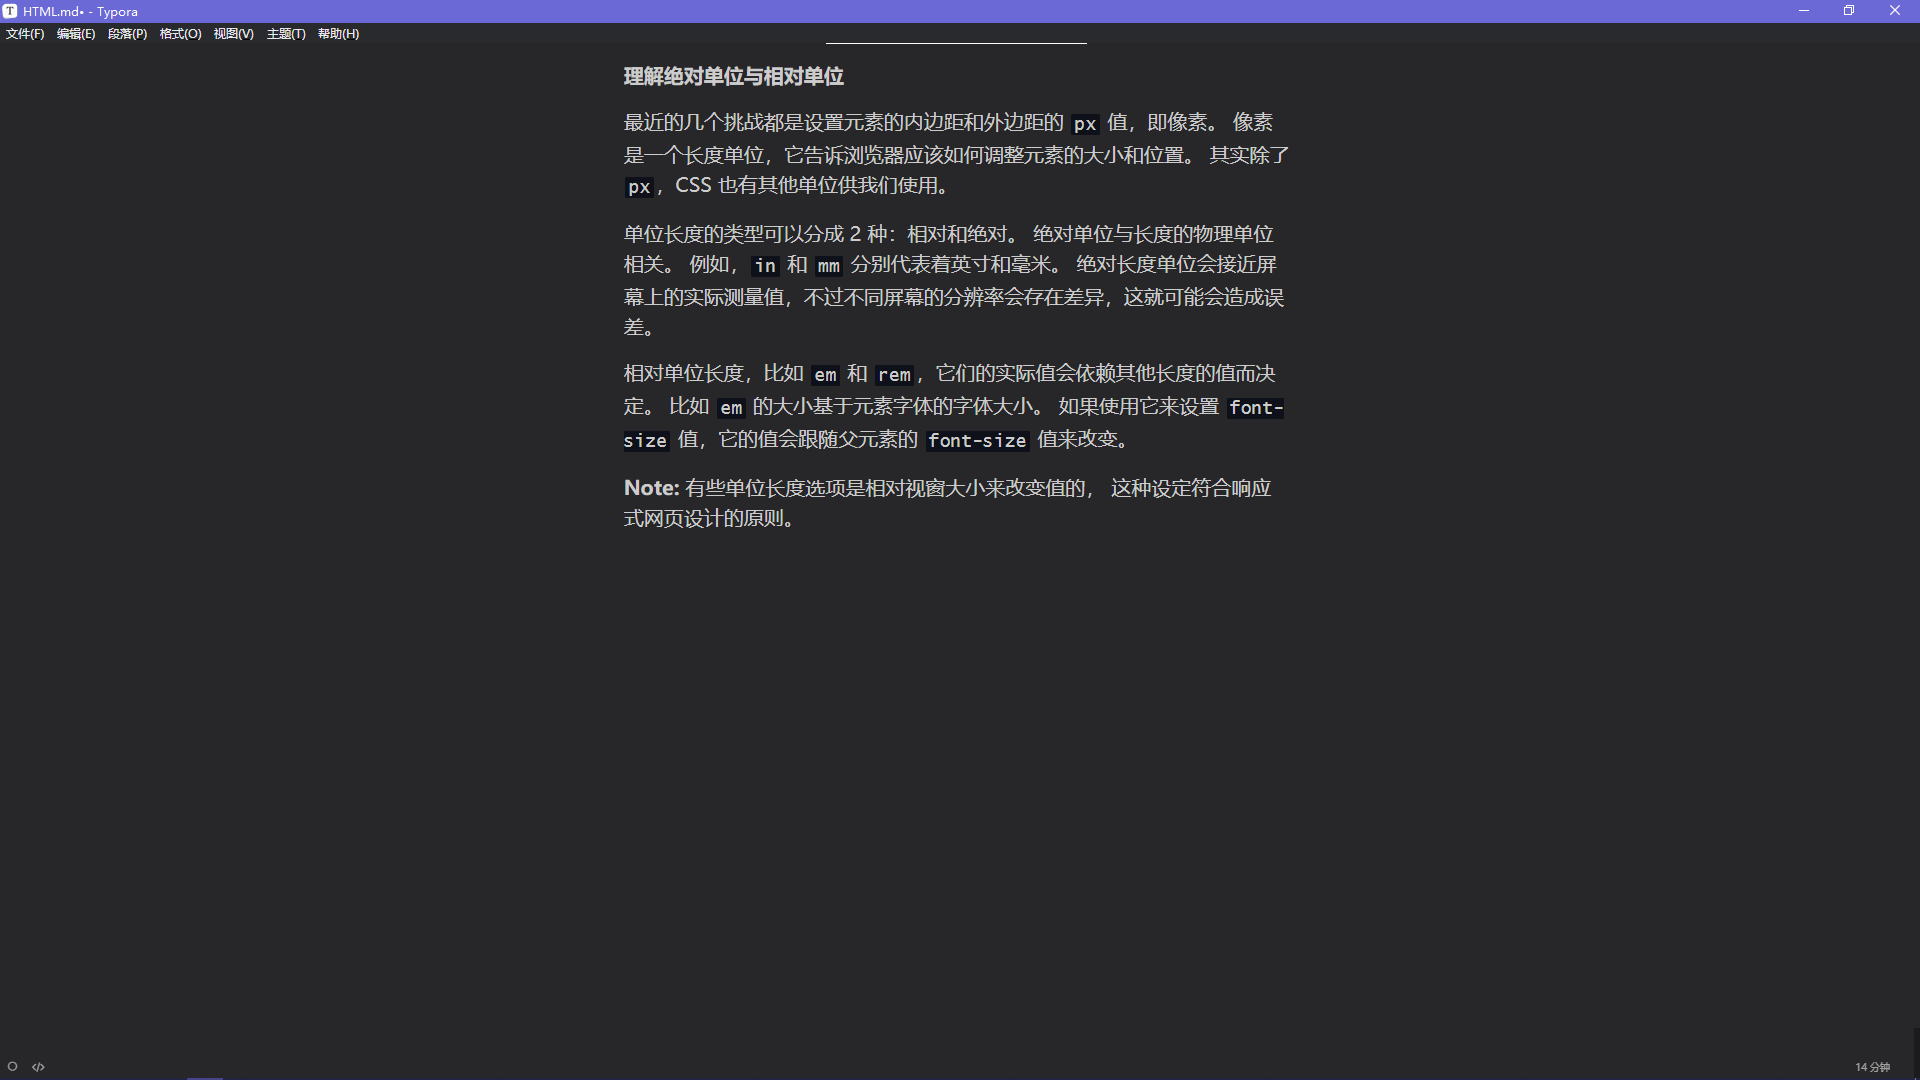 HTML.md• - Typora
文件(F) 编辑(E) 段落(P) 格式(O) 视图(V) 主题(T) 帮助(H)
理解绝对单位与相对单位
最近的几个挑战都是设置元素的内边距和外边距的 px 值，即像素。 像素
是一个长度单位，它告诉浏览器应该如何调整元素的大小和位置。 其实除了
px，CSS 也有其他单位供我们使用。
单位长度的类型可以分成 2 种：相对和绝对。 绝对单位与长度的物理单位
相关。 例如，in 和 mm 分别代表着英寸和毫米。 绝对长度单位会接近屏
幕上的实际测量值，不过不同屏幕的分辨率会存在差异，这就可能会造成误
差。
相对单位长度，比如 em 和 rem，它们的实际值会依赖其他长度的值而决
定。 比如 em 的大小基于元素字体的字体大小。 如果使用它来设置 font-
size 值，它的值会跟随父元素的 font-size 值来改变。
Note: 有些单位长度选项是相对视窗大小来改变值的， 这种设定符合响应
式网页设计的原则。
14 分钟